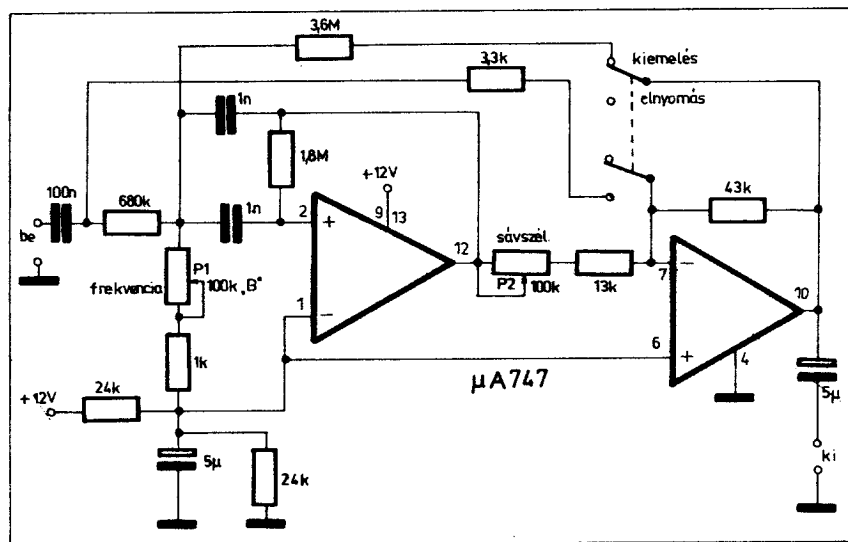 3,6M
kiemelés
3,3k
elnyomás
1n
1,8M
+12V
43k
100n
680k
1n
2
+
9
13
sávszél.
be
12
7
−
10
P1
frekvencia
100k „B"
P2
100k
13k
1
−
6
+
4
1k
μA747
+12V
24k
5μ
5μ
24k
ki